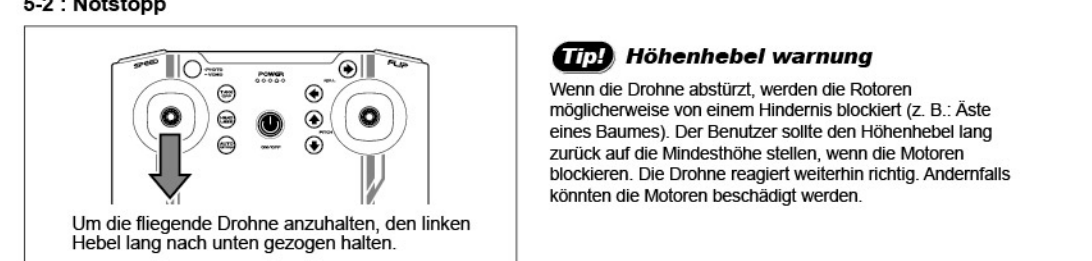 5-2 : Notstopp
SPEED
FLIP
POWER
ON/OFF
Um die fliegende Drohne anzuhalten, den linken
Hebel lang nach unten gezogen halten.
Tip! Höhenhebel warnung
Wenn die Drohne abstürzt, werden die Rotoren
möglicherweise von einem Hindernis blockiert (z. B.: Äste
eines Baumes). Der Benutzer sollte den Höhenhebel lang
zurück auf die Mindesthöhe stellen, wenn die Motoren
blockieren. Die Drohne reagiert weiterhin richtig. Andernfalls
könnten die Motoren beschädigt werden.